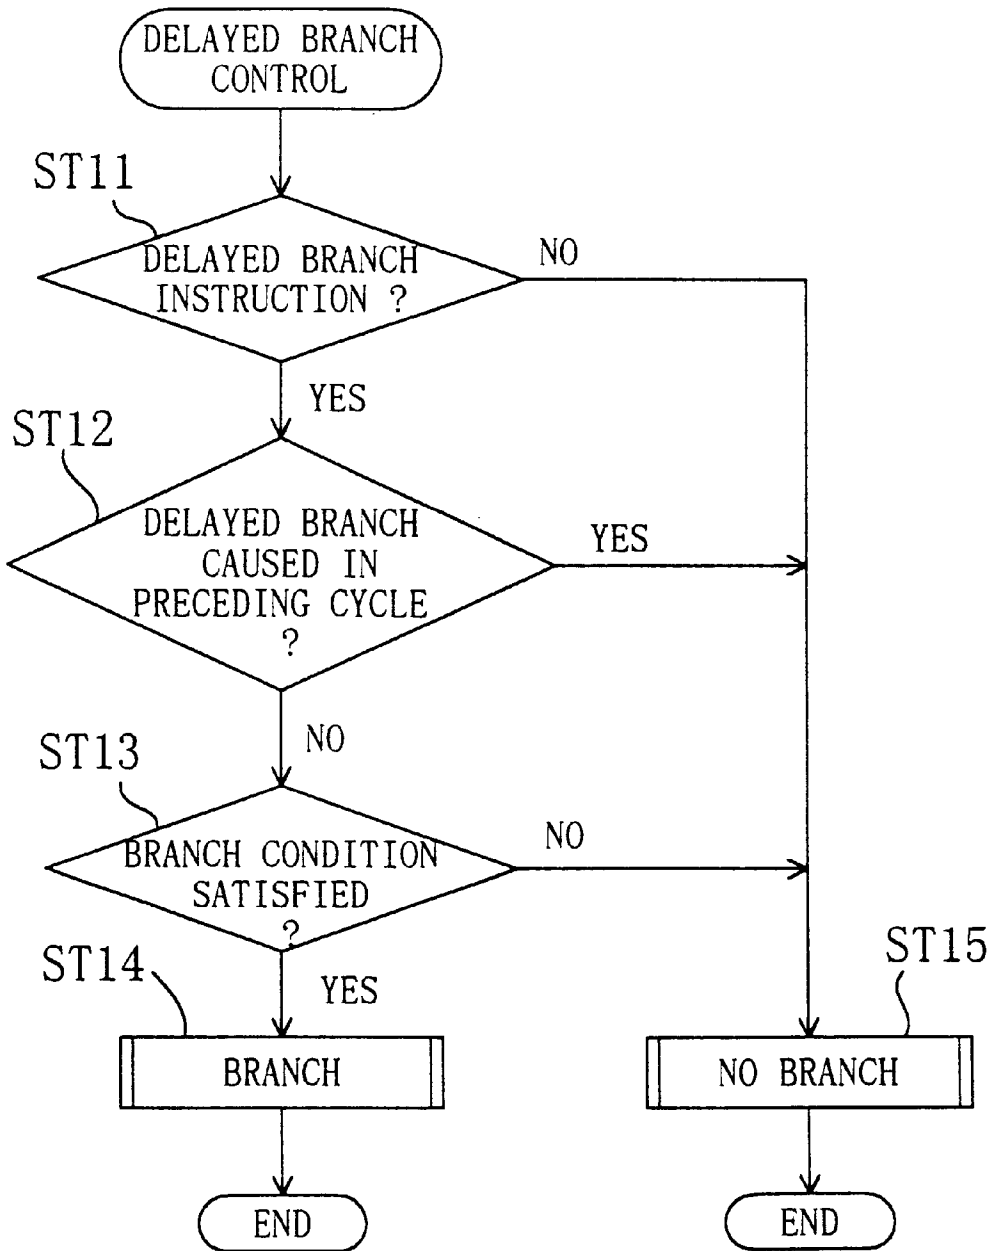 DELAYED BRANCH
CONTROL
ST11
DELAYED BRANCH
INSTRUCTION ?
NO
YES
ST12
DELAYED BRANCH
CAUSED IN
PRECEDING CYCLE
?
YES
NO
ST13
BRANCH CONDITION
SATISFIED
?
NO
YES
ST14
BRANCH
ST15
NO BRANCH
END
END